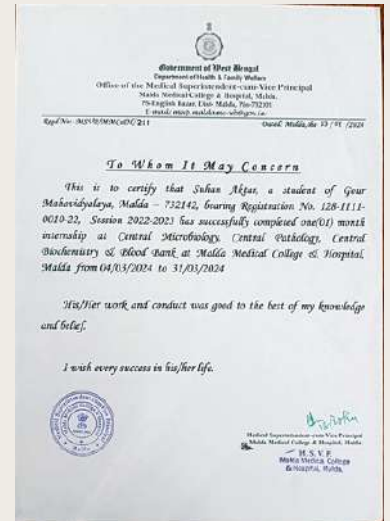 Government of West Bengal
Department of Health & Family Welfare
Office of the Medical Superintendent-cum-Vice Principal
Malda Medical College & Hospital, Malda.
Dated, Malda, the
To Whom It May Concern
This is to certify that Suhan Aktar, a student of Gour
Mahavidyalaya, Malda – 732142, bearing Registration No. 128-1111-
0010-22, Session 2022-2023 has successfully completed one(01) month
internship at Central Microbiology, Central Pathology, Central
Biochemistry & Blood Bank at Malda Medical College & Hospital,
Malda from 04/03/2024 to 31/03/2024
His/Her work and conduct was good to the best of my knowledge
and belief.
I wish every success in his/her life.
Medical Superintendent-cum-Vice Principal
Malda Medical College & Hospital, Malda
M. S. V. P.
Malda Medical College
& Hospital, Malda.